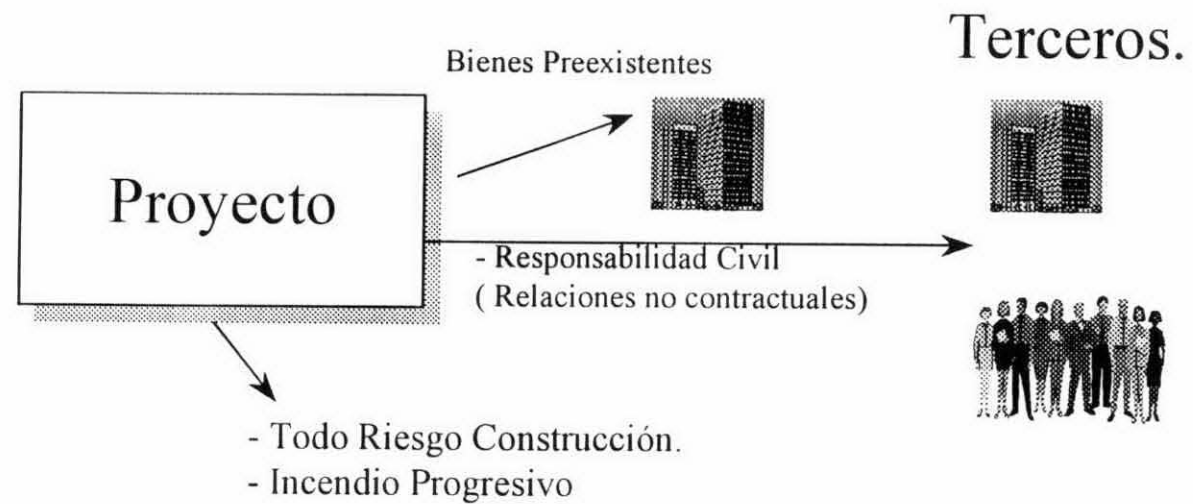 Terceros.
Bienes Preexistentes
Proyecto
- Responsabilidad Civil
( Relaciones no contractuales)
- Todo Riesgo Construcción.
- Incendio Progresivo